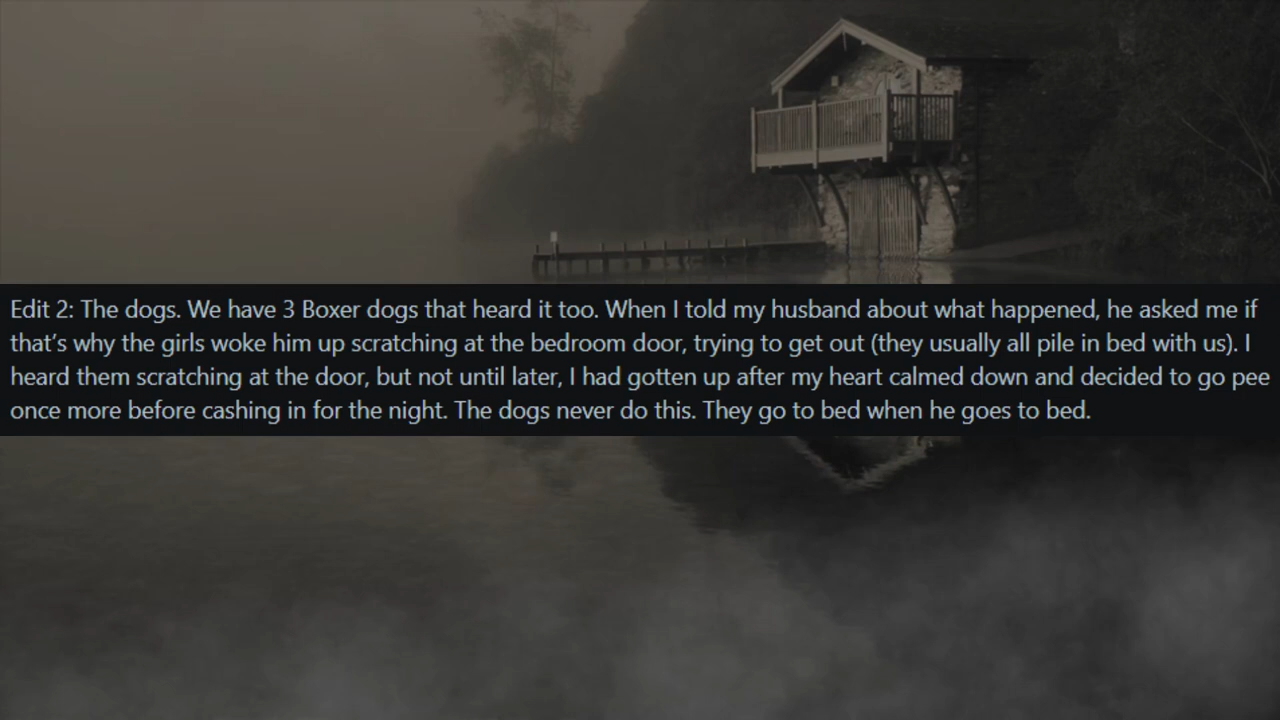 Edit 2: The dogs. We have 3 Boxer dogs that heard it too. When I told my husband about what happened, he asked me if
that’s why the girls woke him up scratching at the bedroom door, trying to get out (they usually all pile in bed with us). I
heard them scratching at the door, but not until later, I had gotten up after my heart calmed down and decided to go pee
once more before cashing in for the night. The dogs never do this. They go to bed when he goes to bed.